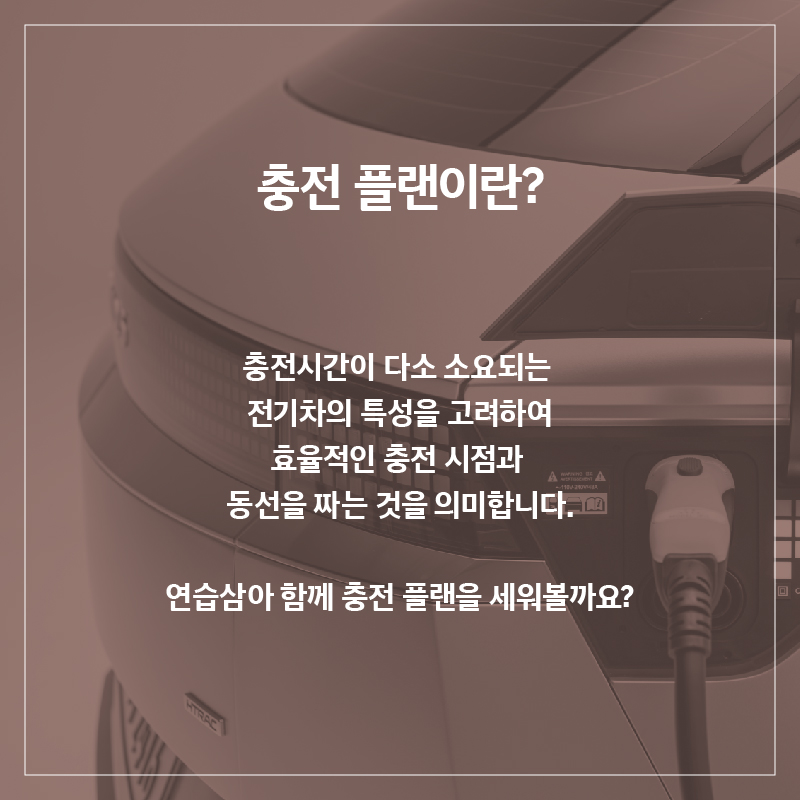 충전 플랜이란?
충전시간이 다소 소요되는
전기차의 특성을 고려하여
효율적인 충전 시점과
동선을 짜는 것을 의미합니다.
연습삼아 함께 충전 플랜을 세워볼까요?
HTRAC